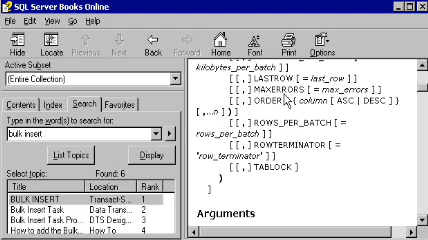 SQL Server Books Online
File Edit View Go Help
Hide Locate Previous Next Back Forward Home Font Print Options
Active Subset
(Entire Collection)
Contents Index Search Favorites
Type in the word(s) to search for:
bulk insert
List Topics Display
Select topic: Found: 6
Title Location Rank
BULK INSERT Transact-S... 1
Bulk Insert Task Data Trans... 2
Bulk Insert Task Pro... DTS Desig... 3
How to add the Bulk... How To 4
kilobytes_per_batch ] ]
[ [ , ] LASTROW [ = last_row ]
[ [ , ] MAXERRORS [ = max_errors ] ]
[ [ , ] ORDER ( { column [ ASC | DESC ] }
[ ,...n ] ) ]
[ [ , ] ROWS_PER_BATCH [ =
rows_per_batch ] ]
[ [ , ] ROWTERMINATOR [ =
'row_terminator' ] ]
[ [ , ] TABLOCK ]
)
]
Arguments